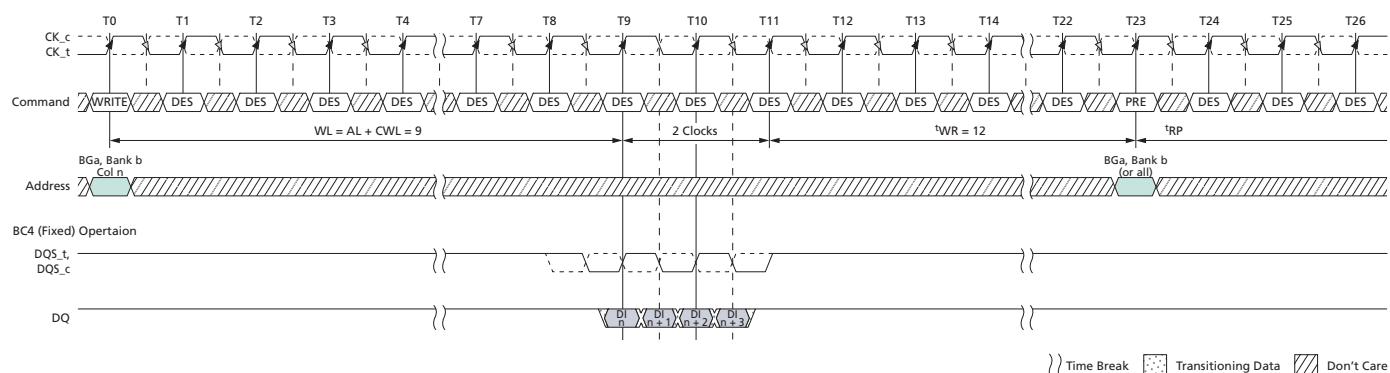 T0 T1 T2 T3 T4 T7 T8 T9 T10 T11 T12 T13 T14 T22 T23 T24 T25 T26
CK_c
CK_t
Command WRITE DES DES DES DES DES DES DES DES DES DES DES DES DES PRE DES DES DES
WL = AL + CWL = 9 2 Clocks tWR = 12 tRP
BGa, Bank b
Col n
BGa, Bank b
(or all)
Address
BC4 (Fixed) Opertaion
DQS_t,
DQS_c
DQ
DI
n
DI
n + 1
DI
n + 2
DI
n + 3
Time Break Transitioning Data Don't Care